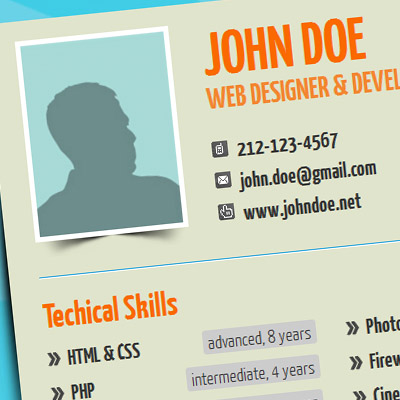 JOHN DOE
WEB DESIGNER & DEVEL
212-123-4567
john.doe@gmail.com
www.johndoe.net
Techical Skills
HTML & CSS
advanced, 8 years
Photo
PHP
intermediate, 4 years
Firew
Cine